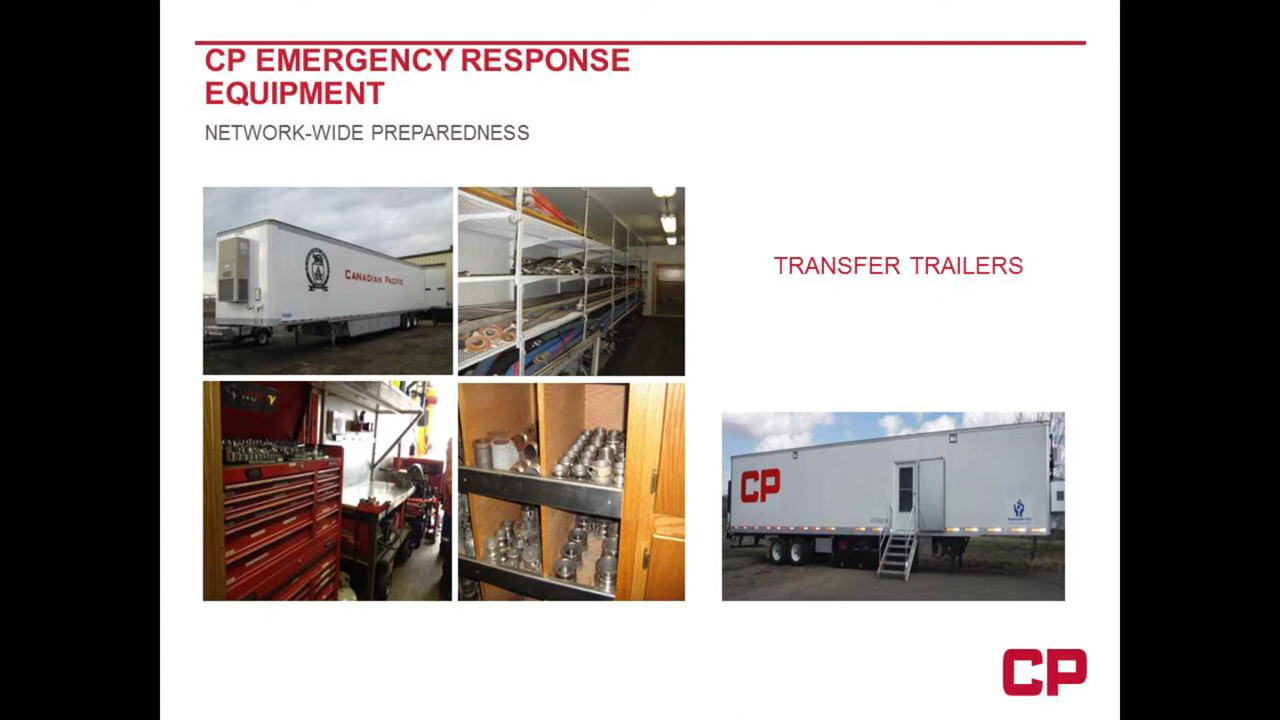 CP EMERGENCY RESPONSE
EQUIPMENT
NETWORK-WIDE PREPAREDNESS
CANADIAN PACIFIC
TRANSFER TRAILERS
CP
CP